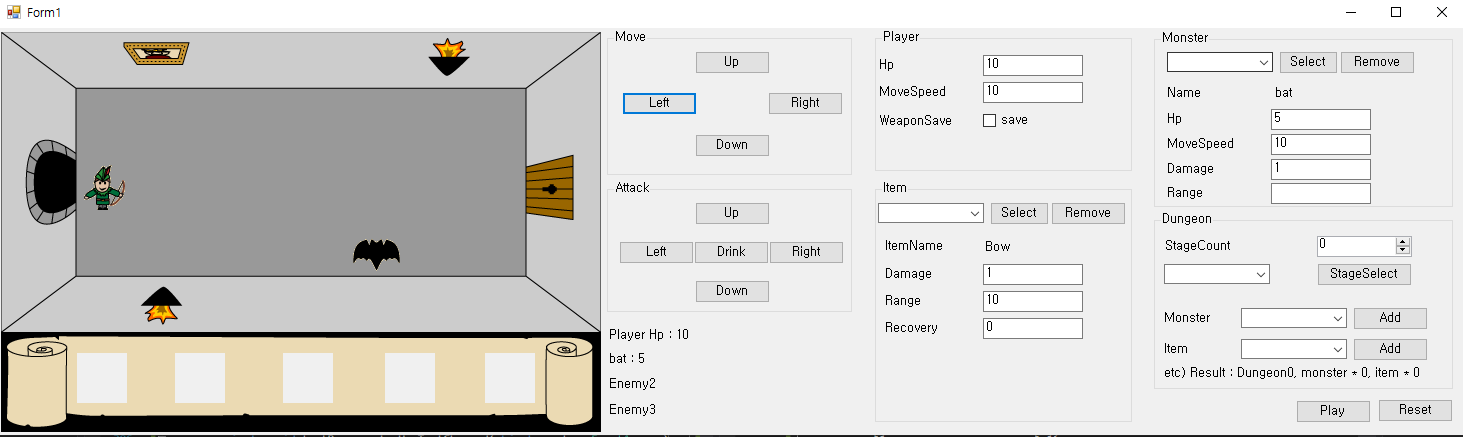 Form1
Move
Up
Left
Right
Down
Attack
Up
Left
Drink
Right
Down
Player Hp : 10
bat : 5
Enemy2
Enemy3
Player
Hp
10
MoveSpeed
10
WeaponSave
save
Item
Select
Remove
ItemName
Bow
Damage
1
Range
10
Recovery
0
Monster
Select
Remove
Name
bat
Hp
5
MoveSpeed
10
Damage
1
Range
Dungeon
StageCount
0
StageSelect
Monster
Add
Item
Add
etc) Result : Dungeon0, monster * 0, item * 0
Play
Reset